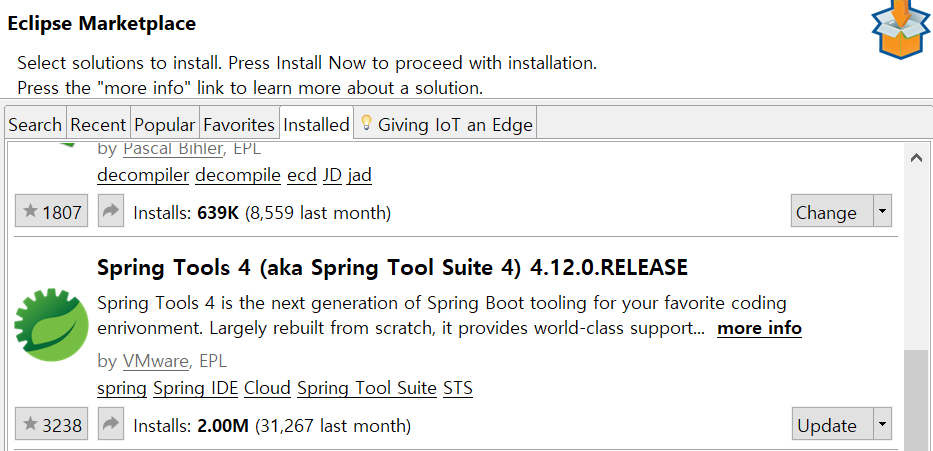 Eclipse Marketplace
Select solutions to install. Press Install Now to proceed with installation.
Press the "more info" link to learn more about a solution.
Search Recent Popular Favorites Installed Giving IoT an Edge
by Pascal Bihler, EPL
decompiler decompile ecd JD jad
1807 Installs: 639K (8,559 last month) Change
Spring Tools 4 (aka Spring Tool Suite 4) 4.12.0.RELEASE
Spring Tools 4 is the next generation of Spring Boot tooling for your favorite coding
enrivonment. Largely rebuilt from scratch, it provides world-class support... more info
by VMware, EPL
spring Spring IDE Cloud Spring Tool Suite STS
3238 Installs: 2.00M (31,267 last month) Update